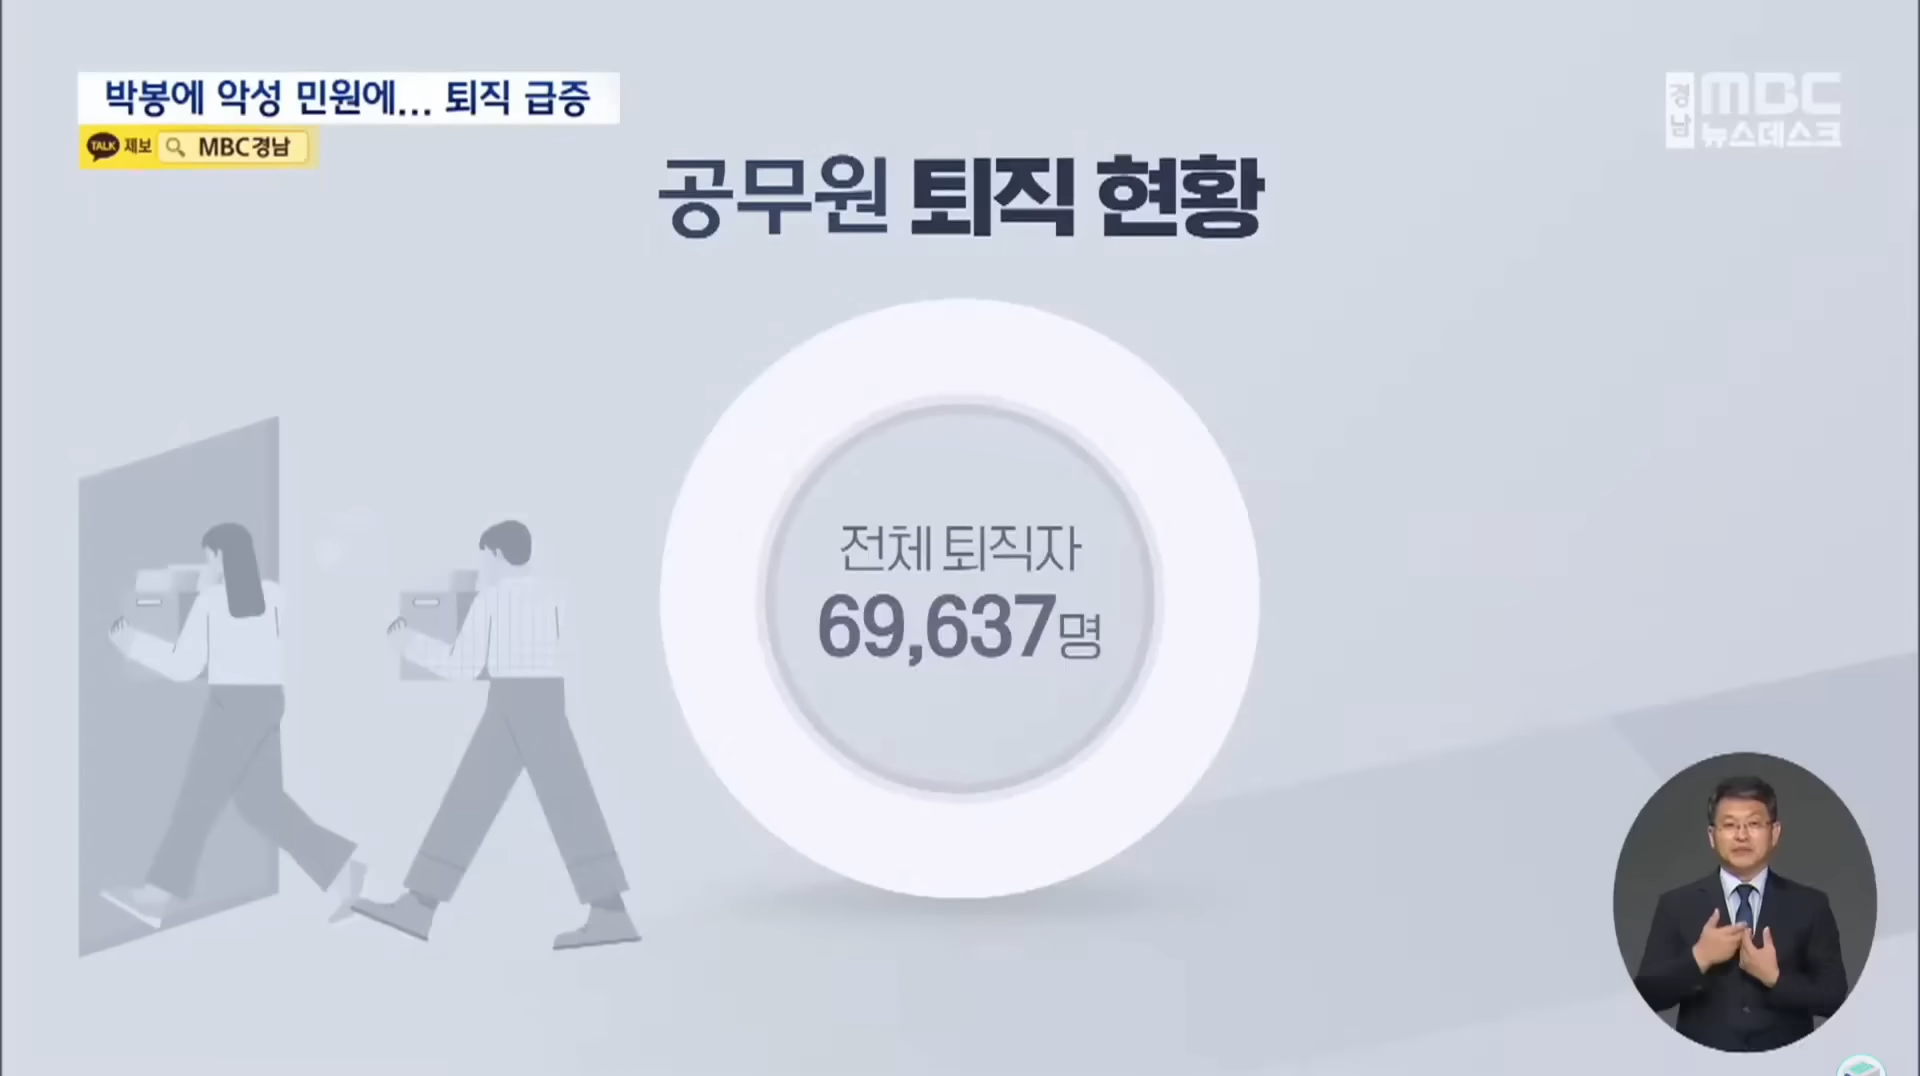 박봉에 악성 민원에... 퇴직 급증
TALK 제보 MBC경남
경남 MBC
뉴스데스크
공무원 퇴직 현황
전체 퇴직자
69,637명